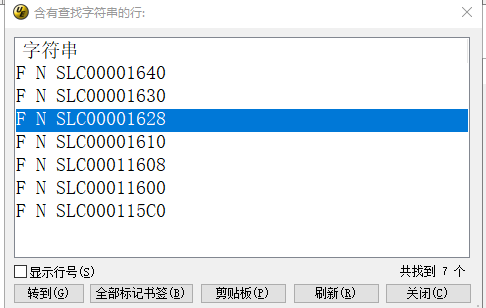 含有查找字符串的行:
字符串
F N SLC00001640
F N SLC00001630
F N SLC00001628
F N SLC00001610
F N SLC00011608
F N SLC00011600
F N SLC000115C0
显示行号(S) 共找到 7 个
转到(G) 全部标记书签(B) 剪贴板(P) 刷新(R) 关闭(C)